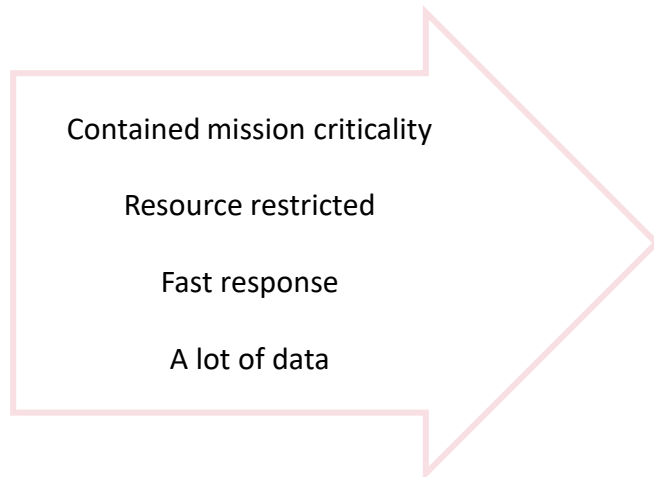 Contained mission criticality
Resource restricted
Fast response
A lot of data